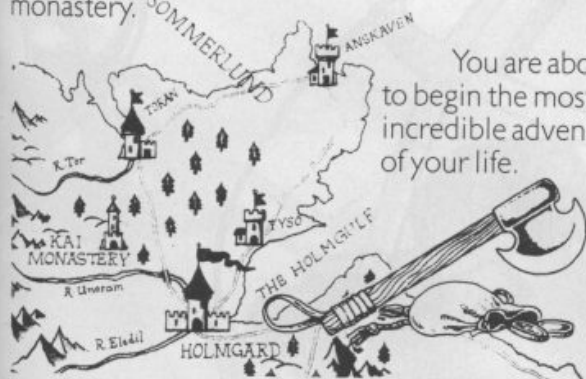 monastery.
SOMMERLUND
ANSKAVEN
You are abo
to begin the most
incredible adven
of your life.
TORAN
R. Tor
TYSO
KAI
MONASTERY
THE HOLMGULF
R. Unoram
R. Eledil
HOLMGARD